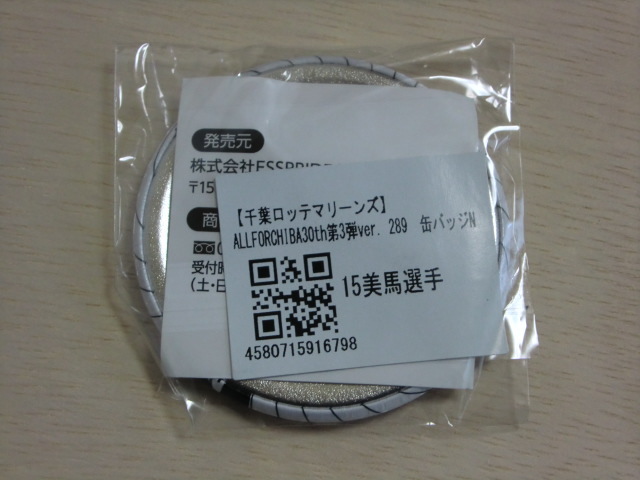 発売元
株式会社ESSPRIDE
〒15
商
受付時
(土・日
【千葉ロッテマリーンズ】
ALLFORCHIBA30th第3弾ver. 289 缶バッジN
15美馬選手
4580715916798